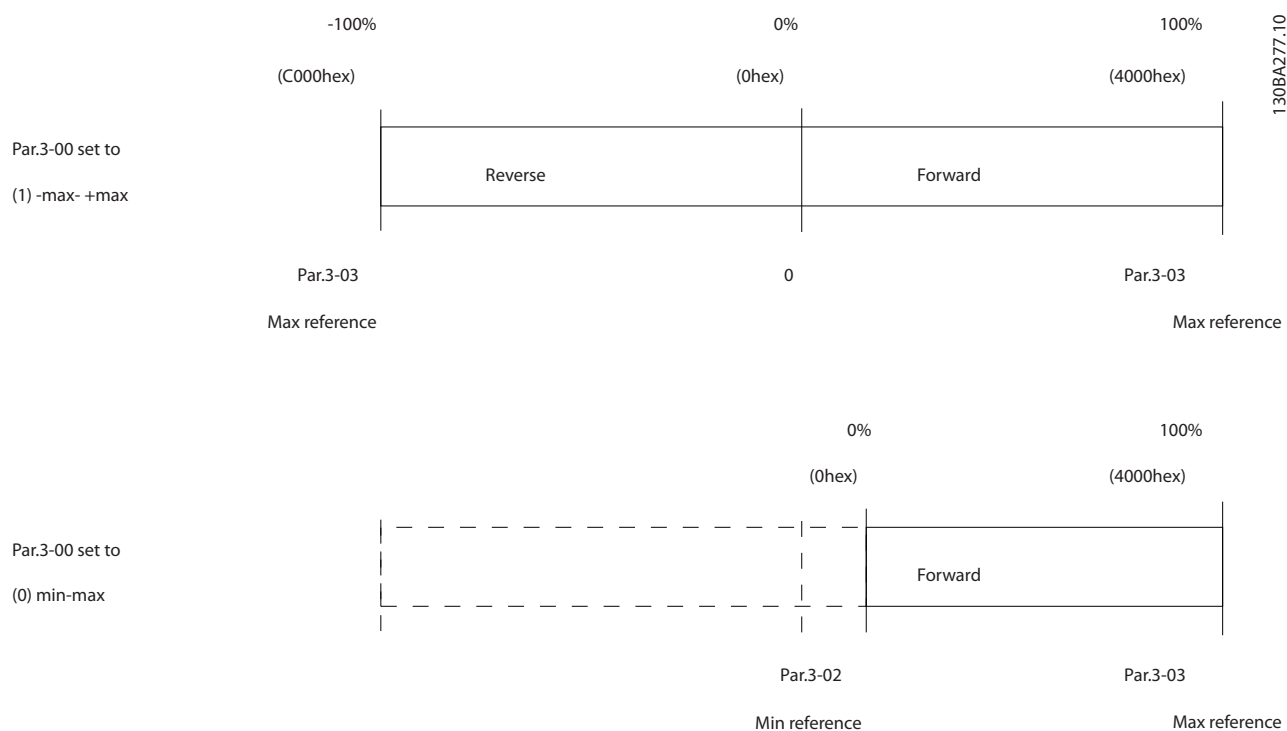 -100% 0% 100%
(C000hex) (0hex) (4000hex)
130BA277.10
Par.3-00 set to
(1) -max- +max
Reverse Forward
Par.3-03 0 Par.3-03
Max reference Max reference
0% 100%
(0hex) (4000hex)
Par.3-00 set to
(0) min-max
Forward
Par.3-02 Par.3-03
Min reference Max reference